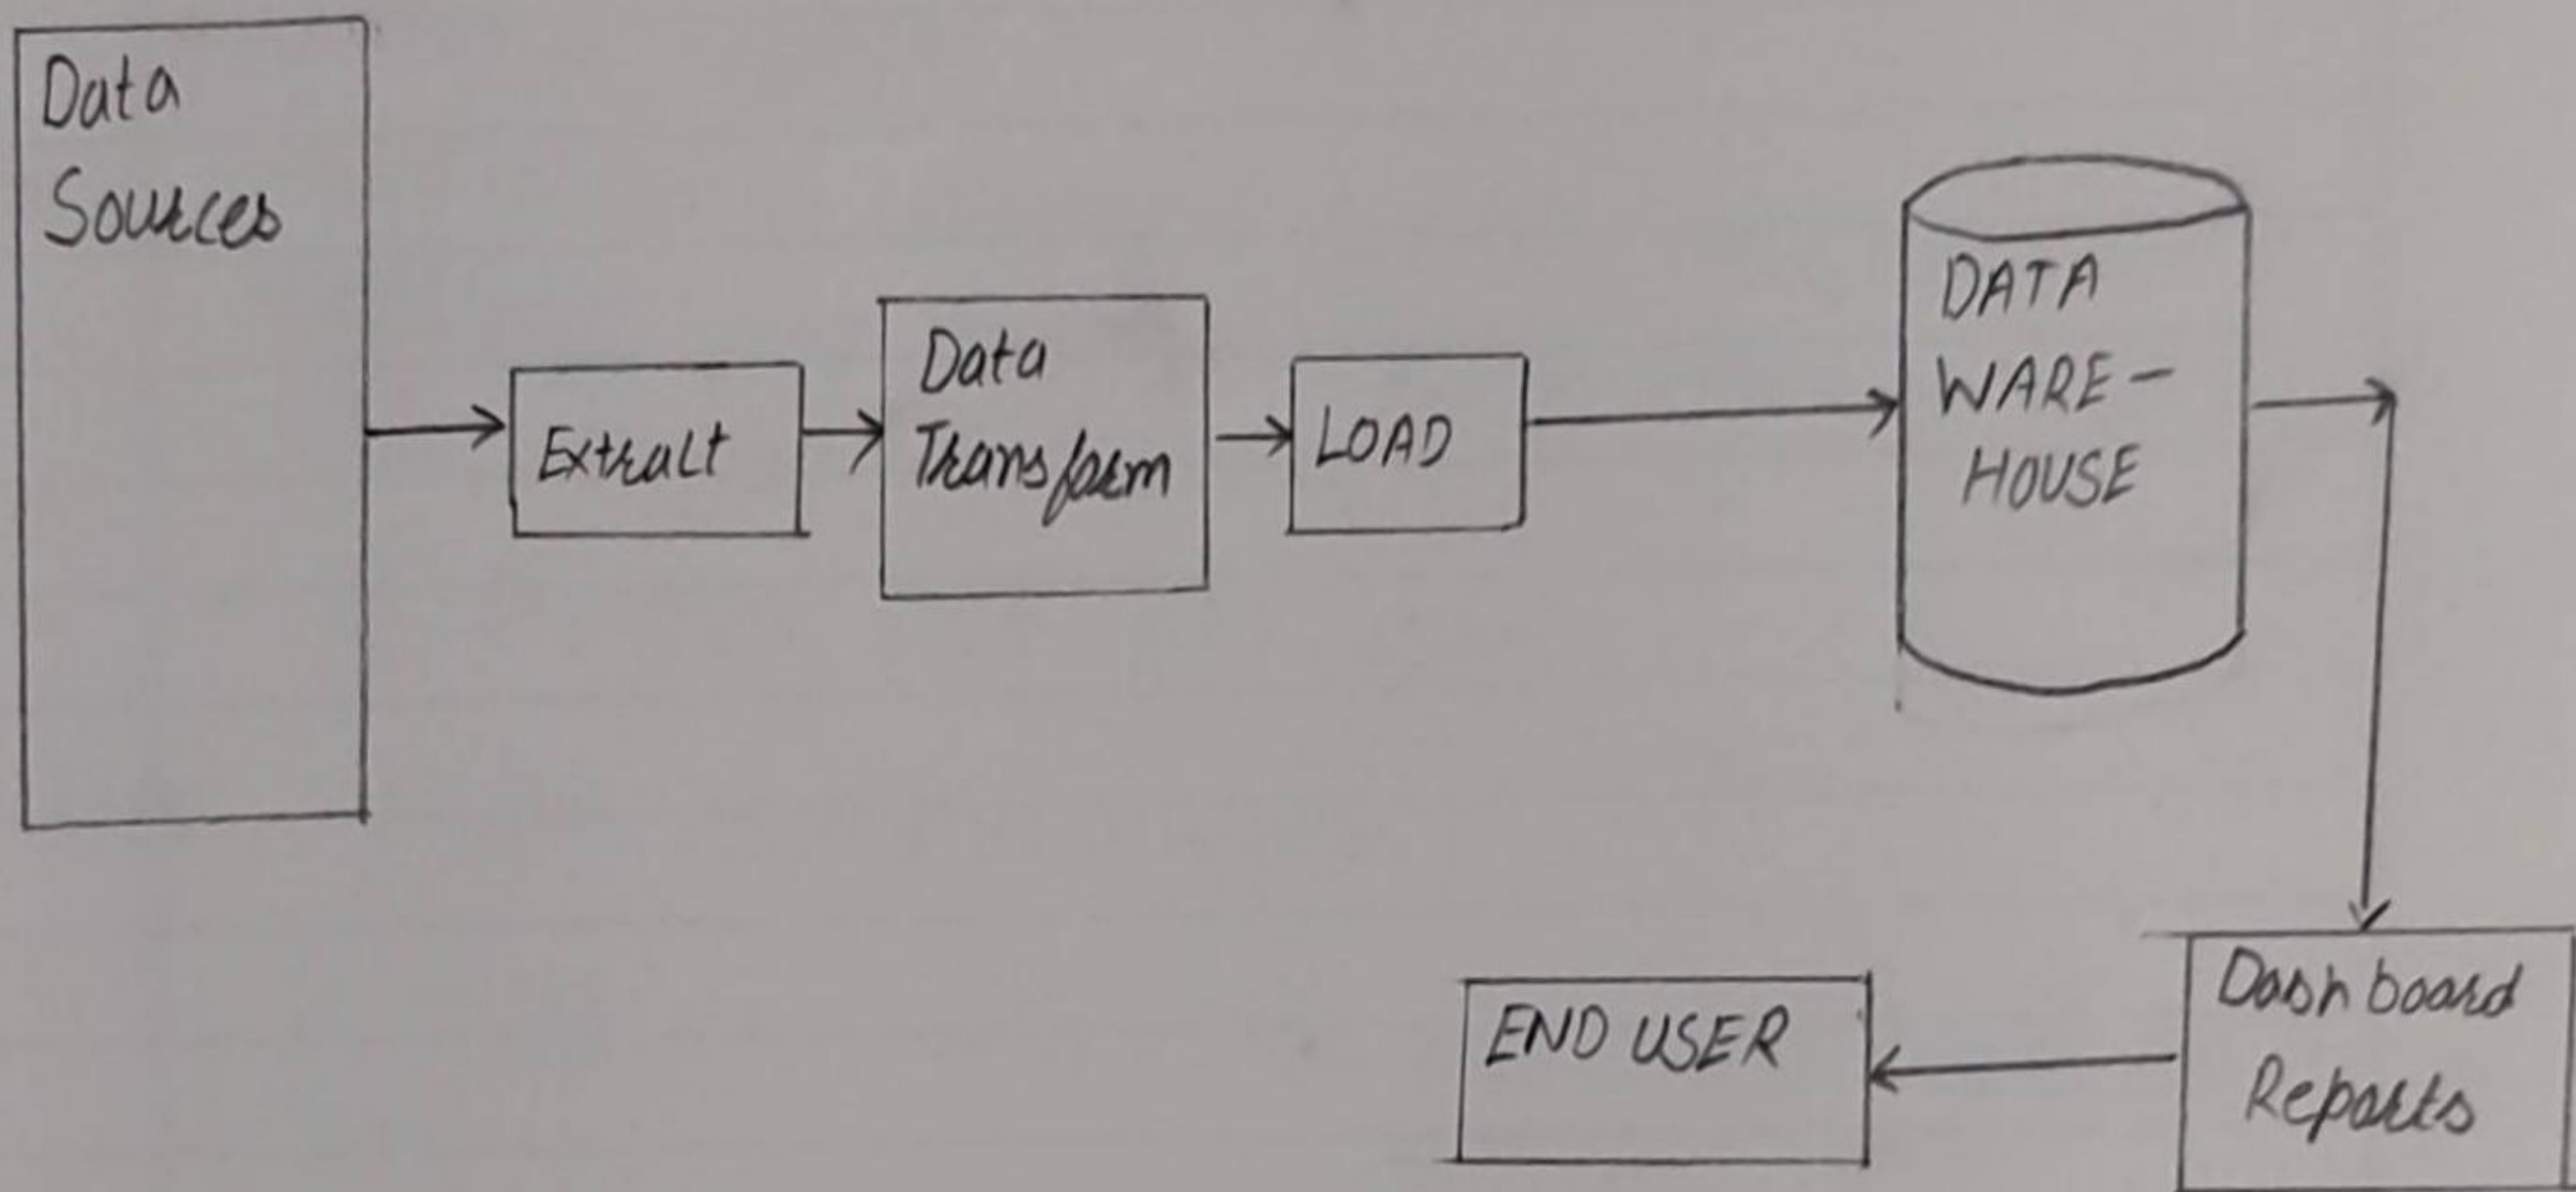 Data
Sources
Extract
Data
Transform
LOAD
DATA
WARE-
HOUSE
Dashboard
Reports
END USER